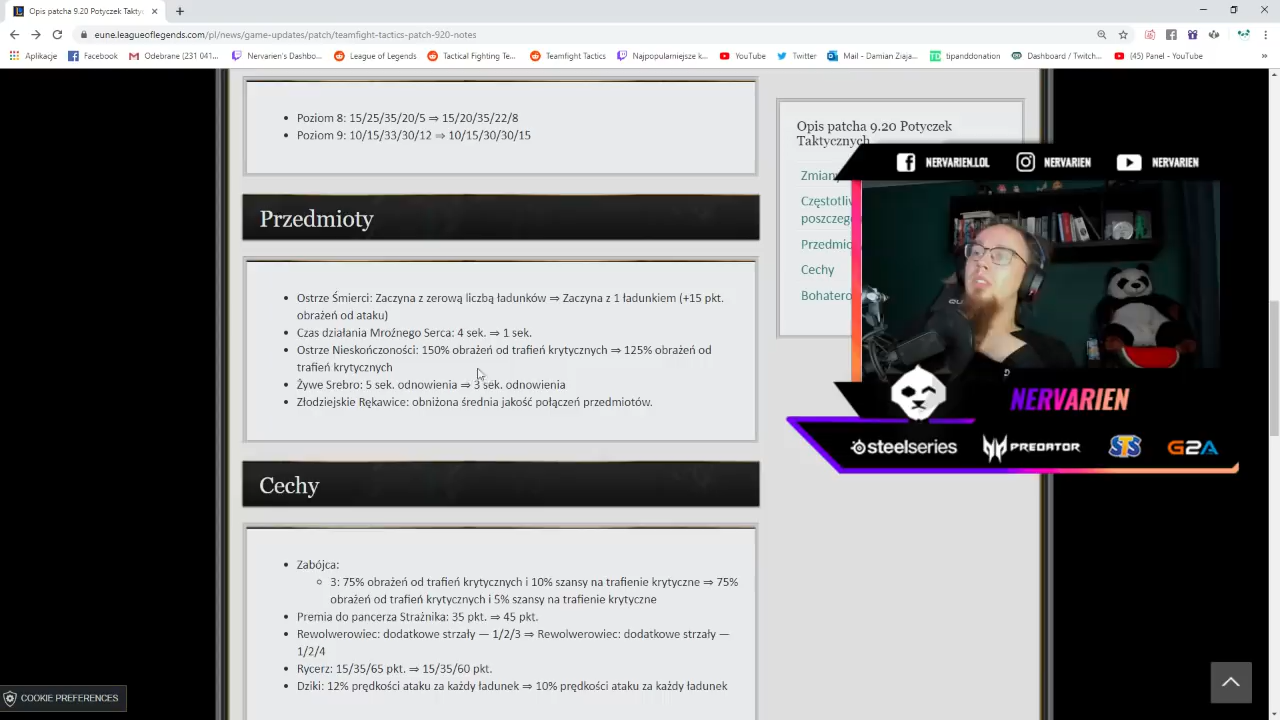 Opis patcha 9.20 Potyczek Taktyc
eune.leagueoflegends.com/pl/news/game-updates/patch/teamfight-tactics-patch-920-notes
Aplikacje
Facebook
Odebrane (231 041...
Nervarien's Dashbo...
League of Legends
Tactical Fighting Te...
Teamfight Tactics
Najpopularniejsze k...
YouTube
Twitter
Mail - Damian Ziaja...
tipanddonation
Dashboard / Twitch...
(45) Panel - YouTube
Poziom 8: 15/25/35/20/5 ⇒ 15/20/35/22/8
Poziom 9: 10/15/33/30/12 ⇒ 10/15/30/30/15
Przedmioty
Ostrze Śmierci: Zaczyna z zerową liczbą ładunków ⇒ Zaczyna z 1 ładunkiem (+15 pkt.
obrażeń od ataku)
Czas działania Mroźnego Serca: 4 sek. ⇒ 1 sek.
Ostrze Nieskończoności: 150% obrażeń od trafień krytycznych ⇒ 125% obrażeń od
trafień krytycznych
Żywe Srebro: 5 sek. odnowienia ⇒ 3 sek. odnowienia
Złodziejskie Rękawice: obniżona średnia jakość połączeń przedmiotów.
Cechy
Zabójca:
3: 75% obrażeń od trafień krytycznych i 10% szansy na trafienie krytyczne ⇒ 75%
obrażeń od trafień krytycznych i 5% szansy na trafienie krytyczne
Premia do pancerza Strażnika: 35 pkt. ⇒ 45 pkt.
Rewolwerowiec: dodatkowe strzały — 1/2/3 ⇒ Rewolwerowiec: dodatkowe strzały —
1/2/4
Rycerz: 15/35/65 pkt. ⇒ 15/35/60 pkt.
Dziki: 12% prędkości ataku za każdy ładunek ⇒ 10% prędkości ataku za każdy ładunek
Opis patcha 9.20 Potyczek
Taktycznych
Zmiany
Częstotliw
poszczeg
Przedmio
Cechy
Bohatero
NERVARIEN.LOL
NERVARIEN
NERVARIEN
NERVARIEN
steelseries
PREDATOR
STS
G2A
COOKIE PREFERENCES